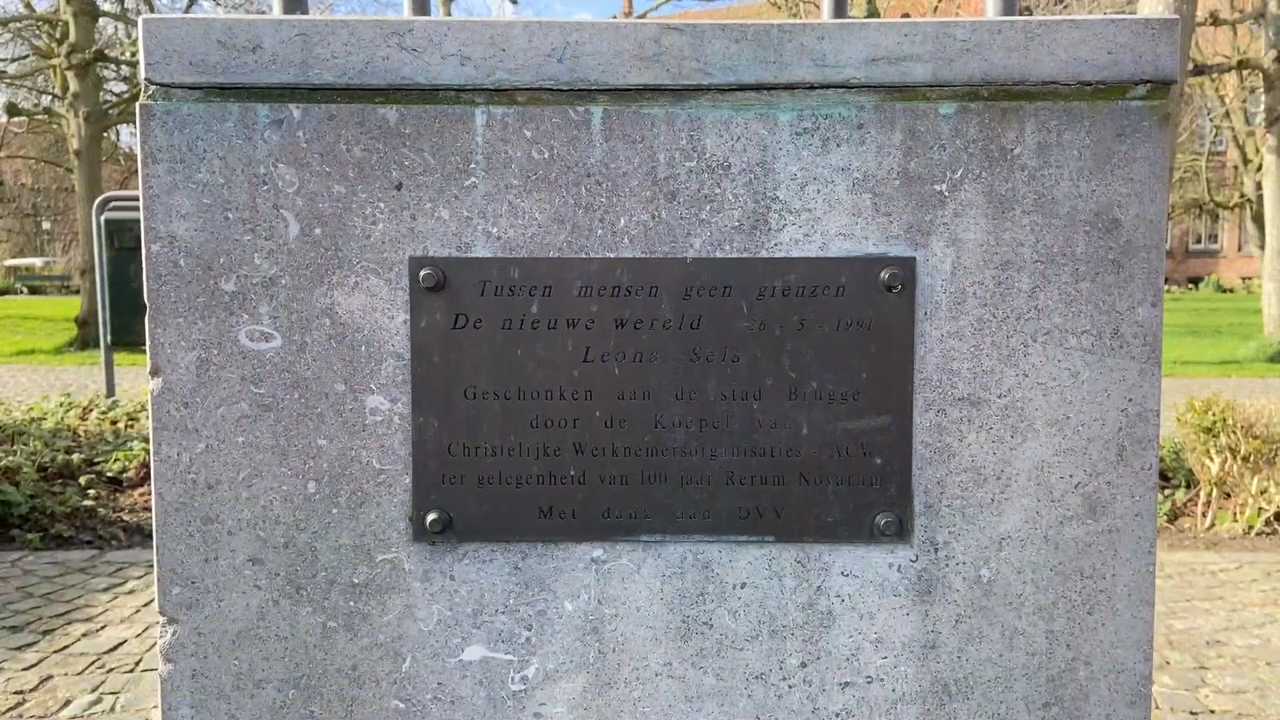 Tussen mensen geen grenzen
De nieuwe wereld 26 - 5 - 1991
Leona Sels
Geschonken aan de stad Brugge
door de Koepel van
Christelijke Werknemersorganisaties - ACW
ter gelegenheid van 100 jaar Rerum Novarum
Met dank aan DVV